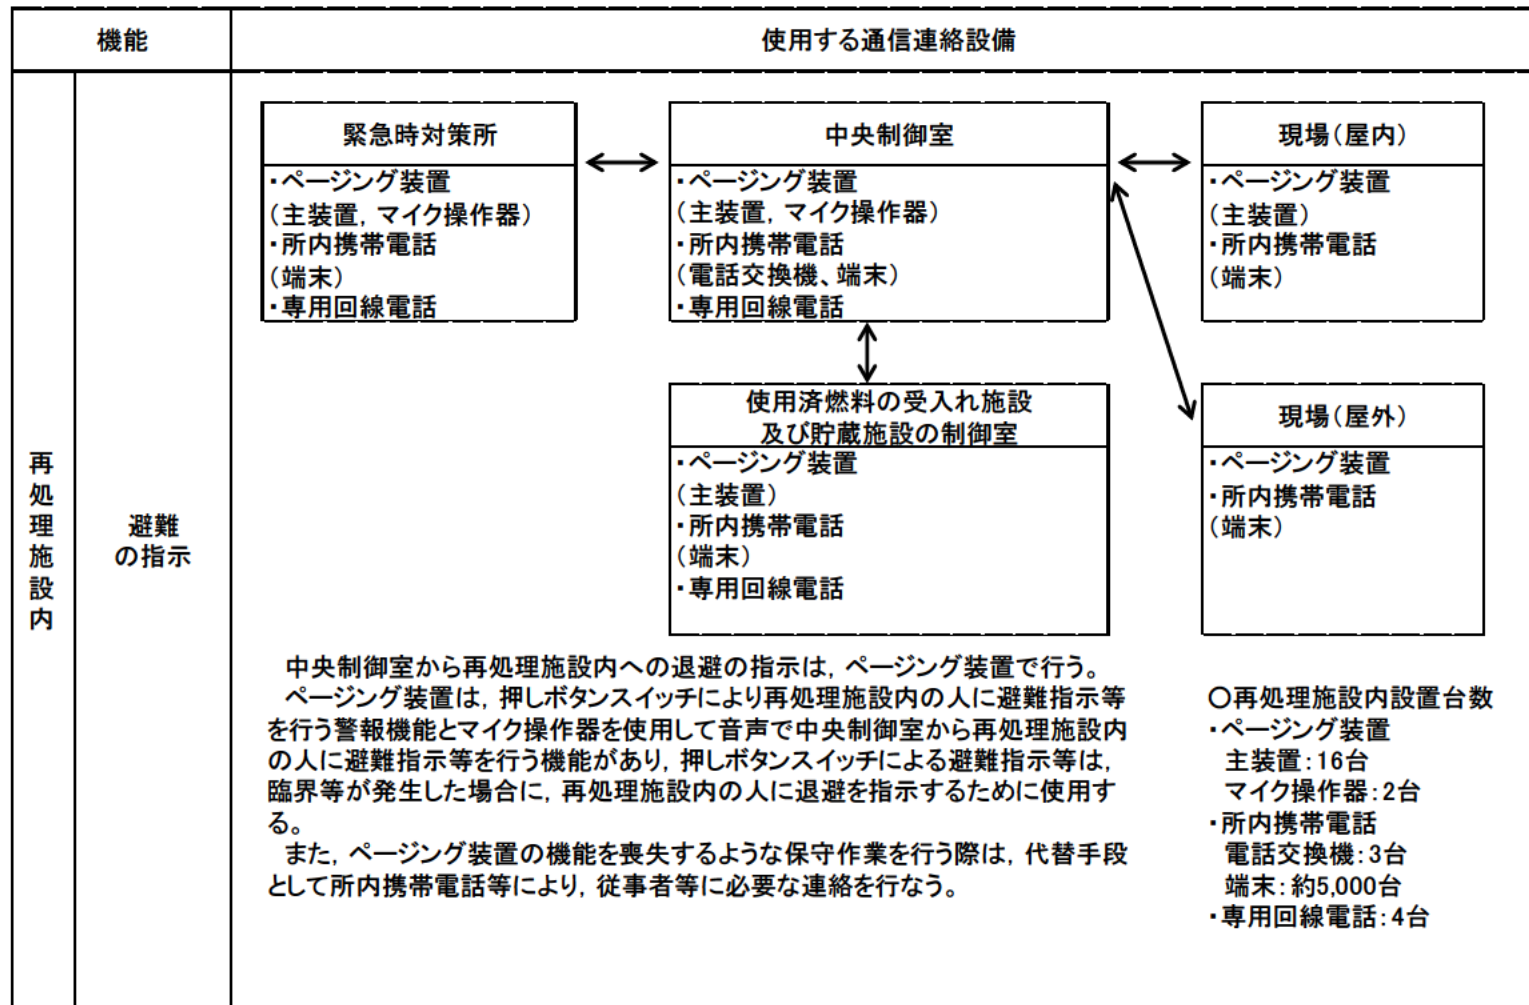 機能
使用する通信連絡設備
再処理施設内
避難
の指示
緊急時対策所
・ページング装置
（主装置，マイク操作器）
・所内携帯電話
（端末）
・専用回線電話
中央制御室
・ページング装置
（主装置，マイク操作器）
・所内携帯電話
（電話交換機、端末）
・専用回線電話
現場（屋内）
・ページング装置
（主装置）
・所内携帯電話
（端末）
使用済燃料の受入れ施設
及び貯蔵施設の制御室
・ページング装置
（主装置）
・所内携帯電話
（端末）
・専用回線電話
現場（屋外）
・ページング装置
・所内携帯電話
（端末）
中央制御室から再処理施設内への退避の指示は，ページング装置で行う。
ページング装置は，押しボタンスイッチにより再処理施設内の人に避難指示等
を行う警報機能とマイク操作器を使用して音声で中央制御室から再処理施設内
の人に避難指示等を行う機能があり，押しボタンスイッチによる避難指示等は，
臨界等が発生した場合に，再処理施設内の人に退避を指示するために使用す
る。
また，ページング装置の機能を喪失するような保守作業を行う際は，代替手段
として所内携帯電話等により，従事者等に必要な連絡を行なう。
〇再処理施設内設置台数
・ページング装置
主装置：16台
マイク操作器：2台
・所内携帯電話
電話交換機：3台
端末：約5,000台
・専用回線電話：4台